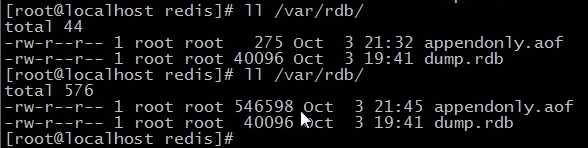 [root@localhost redis]# ll /var/rdb/
total 44
-rw-r--r-- 1 root root   275 Oct  3 21:32 appendonly.aof
-rw-r--r-- 1 root root 40096 Oct  3 19:41 dump.rdb
[root@localhost redis]# ll /var/rdb/
total 576
-rw-r--r-- 1 root root 546598 Oct  3 21:45 appendonly.aof
-rw-r--r-- 1 root root  40096 Oct  3 19:41 dump.rdb
[root@localhost redis]#